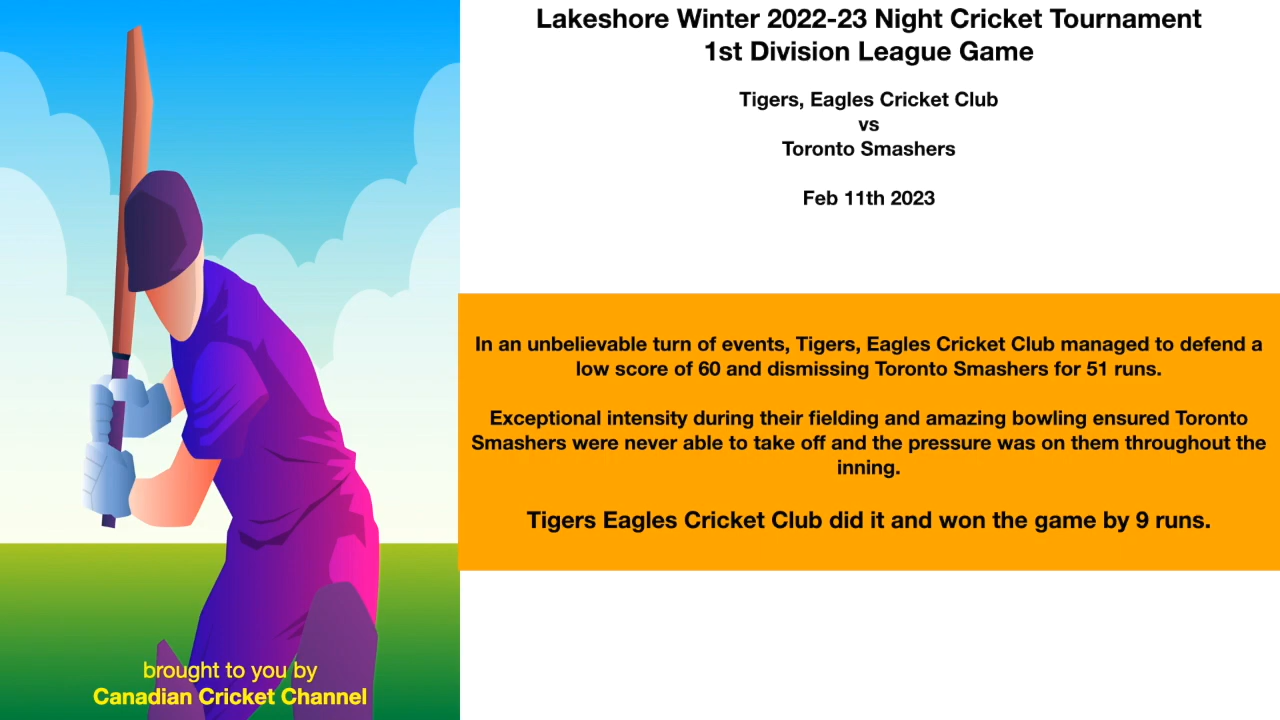 Lakeshore Winter 2022-23 Night Cricket Tournament
1st Division League Game
Tigers, Eagles Cricket Club
vs
Toronto Smashers
Feb 11th 2023
In an unbelievable turn of events, Tigers, Eagles Cricket Club managed to defend a
low score of 60 and dismissing Toronto Smashers for 51 runs.
Exceptional intensity during their fielding and amazing bowling ensured Toronto
Smashers were never able to take off and the pressure was on them throughout the
inning.
Tigers Eagles Cricket Club did it and won the game by 9 runs.
brought to you by
Canadian Cricket Channel